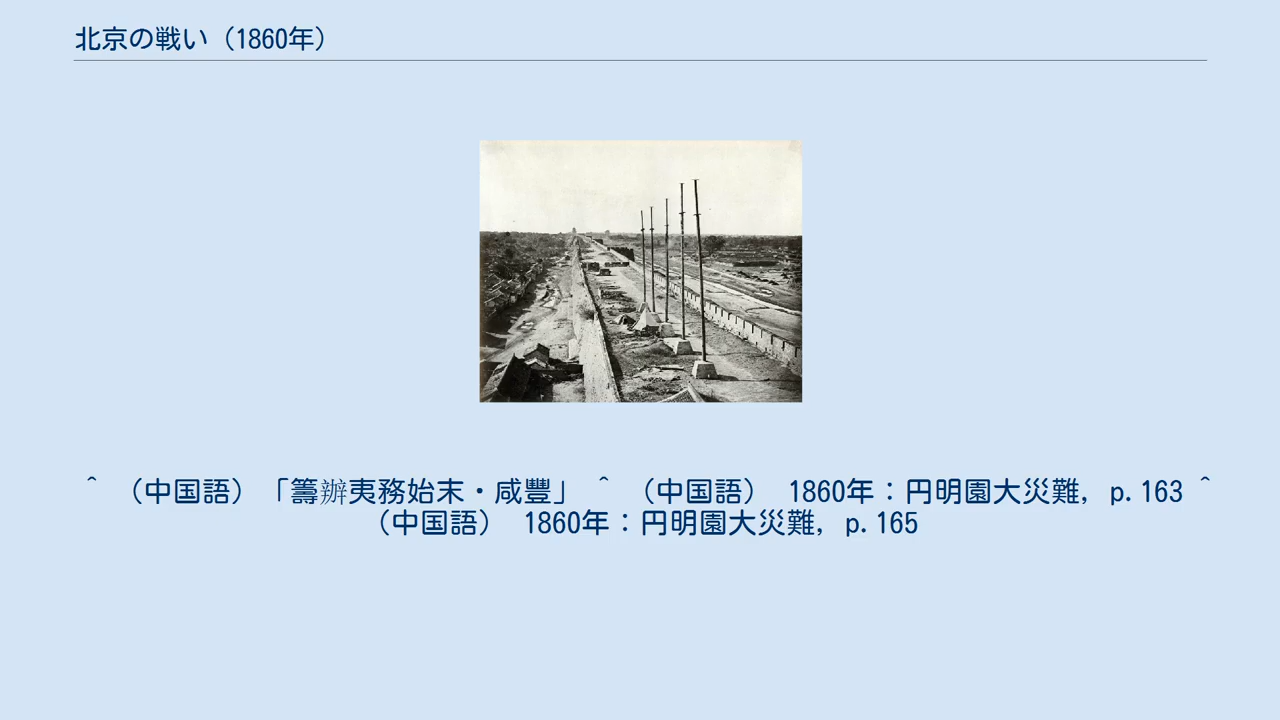 北京の戦い（1860年）
^ （中国語）「籌辦夷務始末・咸豐」 ^ （中国語） 1860年：円明園大災難, p.163 ^
（中国語） 1860年：円明園大災難, p.165